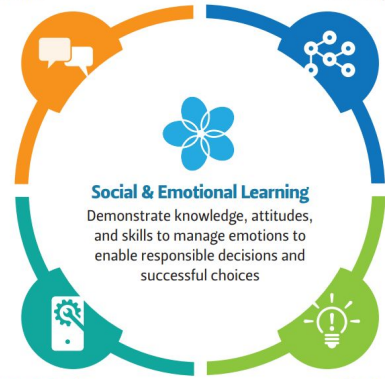 Social & Emotional Learning
Demonstrate knowledge, attitudes,
and skills to manage emotions to
enable responsible decisions and
successful choices